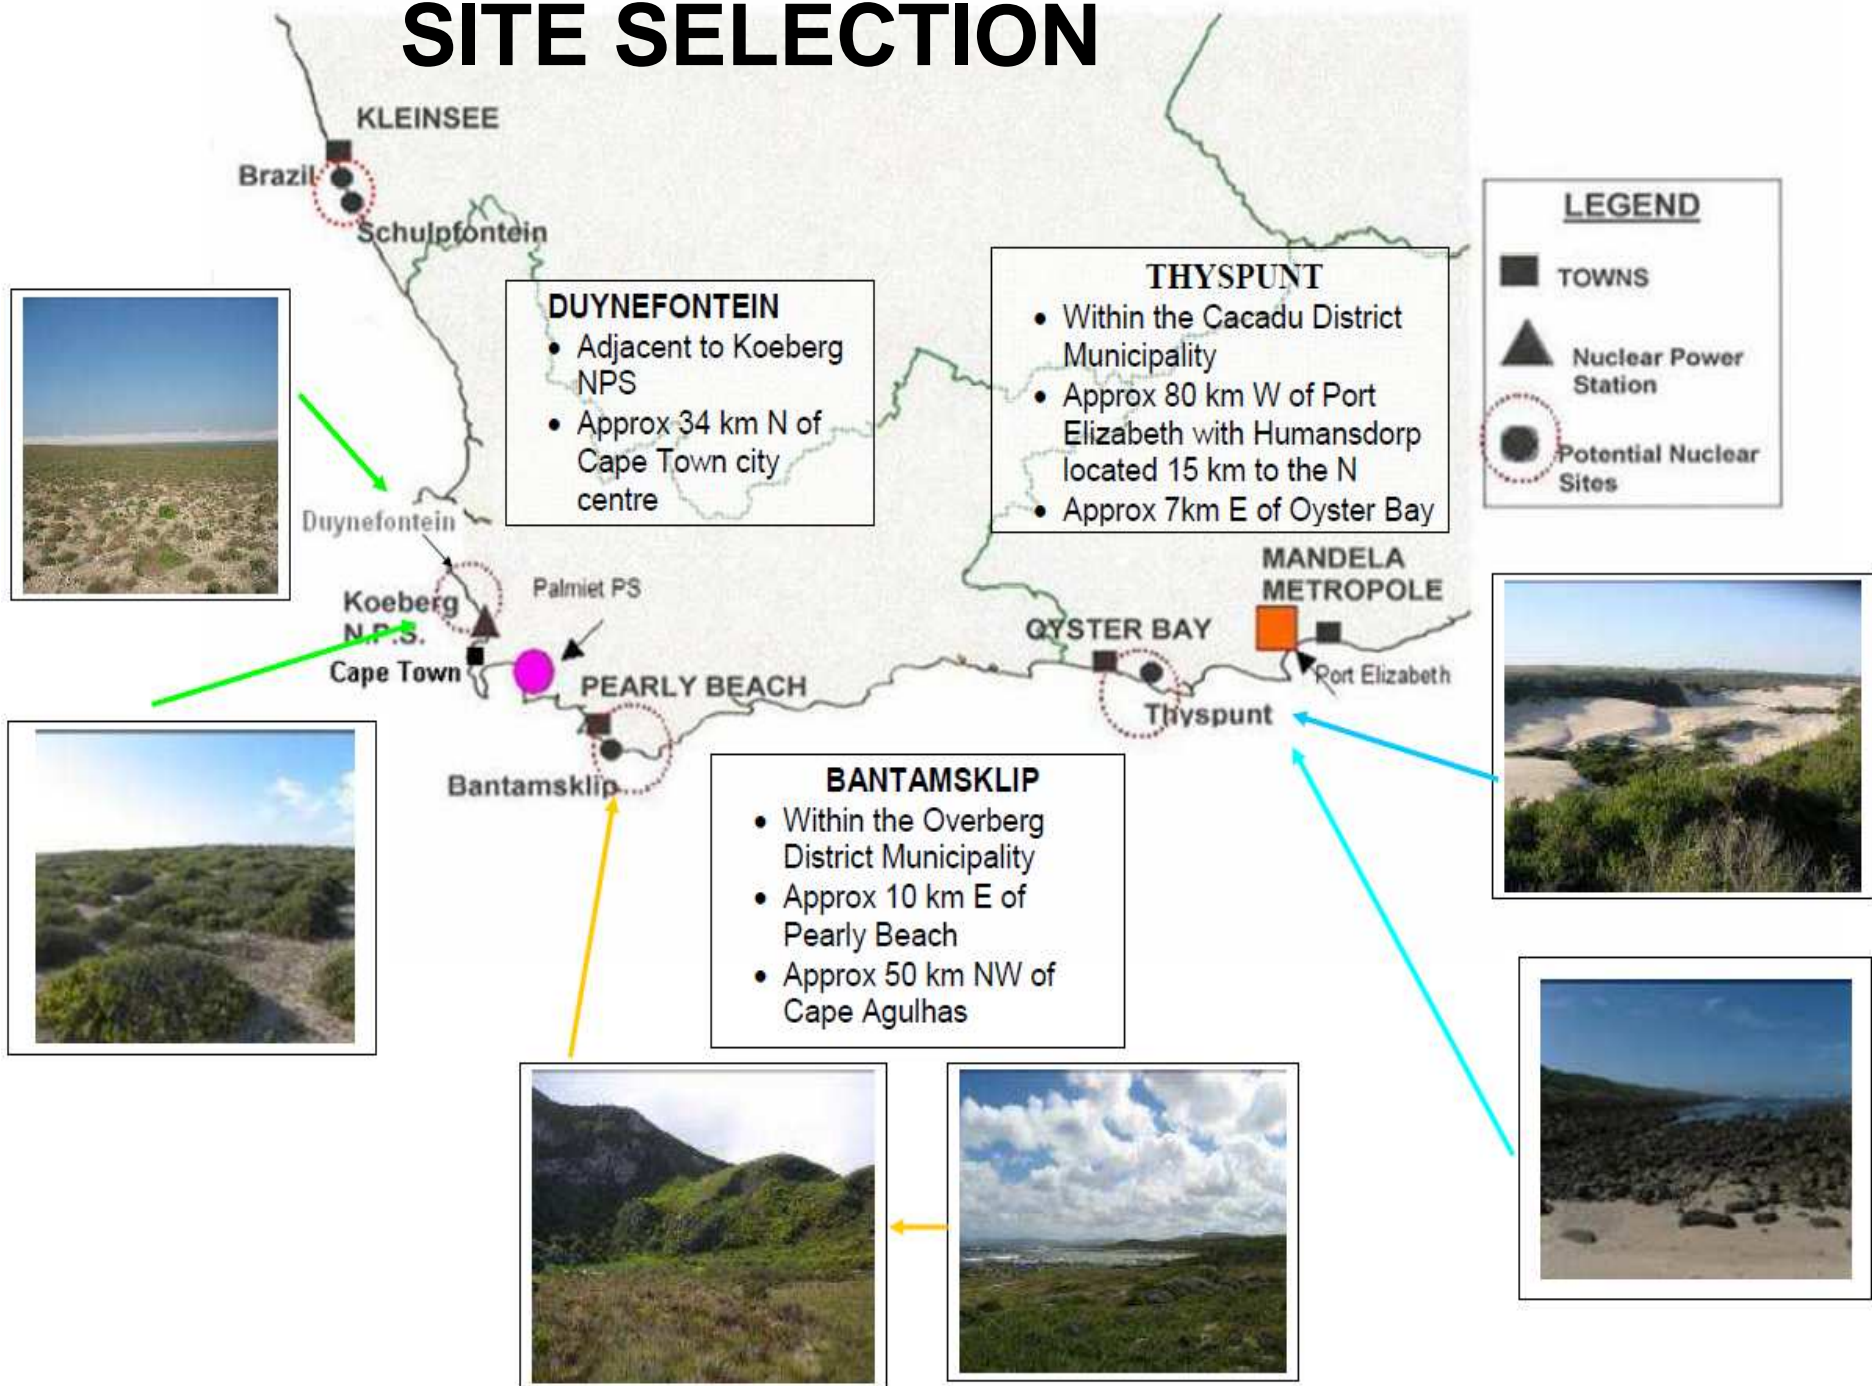 SITE SELECTION
KLEINSEE
Brazil
Schulpfontein
LEGEND
TOWNS
Nuclear Power
Station
Potential Nuclear
Sites
DUYNEFONTEIN
• Adjacent to Koeberg
NPS
• Approx 34 km N of
Cape Town city
centre
THYSPUNT
• Within the Cacadu District
Municipality
• Approx 80 km W of Port
Elizabeth with Humansdorp
located 15 km to the N
• Approx 7km E of Oyster Bay
Duynefontein
Koeberg
N.P.S.
Cape Town
Palmiet PS
PEARLY BEACH
Bantamsklip
OYSTER BAY
Thyspunt
MANDELA
METROPOLE
Port Elizabeth
BANTAMSKLIP
• Within the Overberg
District Municipality
• Approx 10 km E of
Pearly Beach
• Approx 50 km NW of
Cape Agulhas